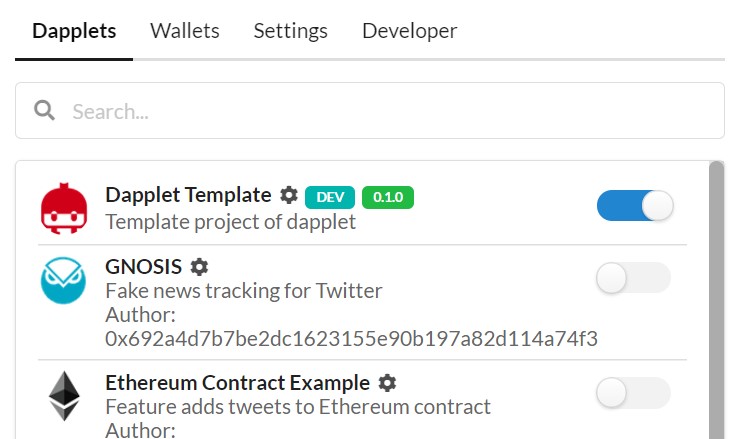 Dapplets Wallets Settings Developer
Search...
Dapplet Template DEV 0.1.0
Template project of dapplet
GNOSIS
Fake news tracking for Twitter
Author:
0x692a4d7b7be2dc1623155e90b197a82d114a74f3
Ethereum Contract Example
Feature adds tweets to Ethereum contract
Author: